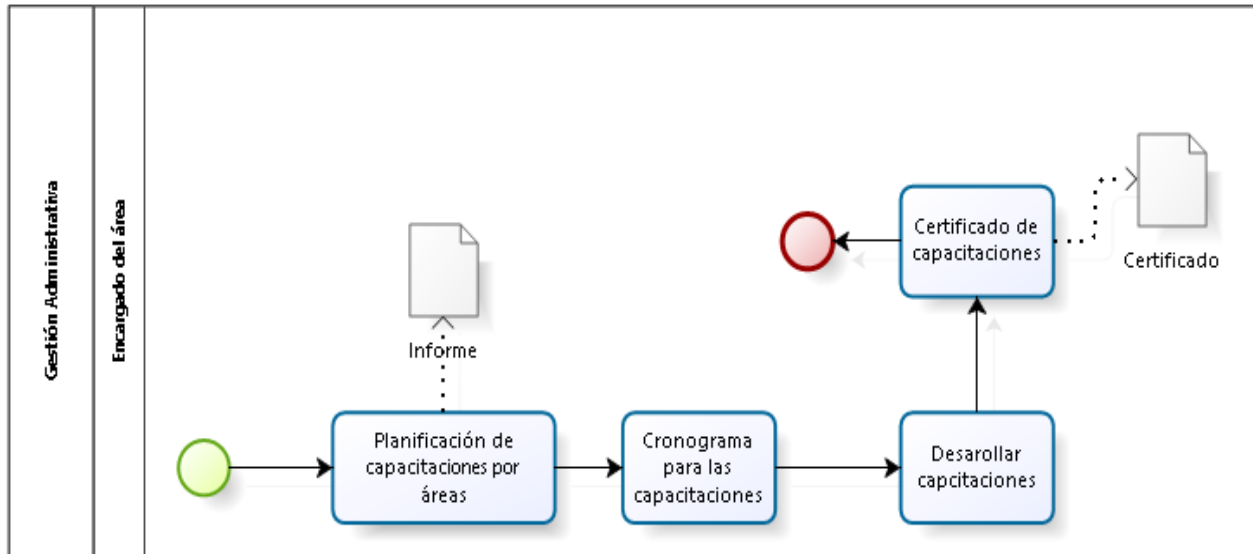 Gestión Administrativa
Encargado del área
Informe
Planificación de
capacitaciones por
áreas
Cronograma
para las
capacitaciones
Desarollar
capcitaciones
Certificado de
capacitaciones
Certificado